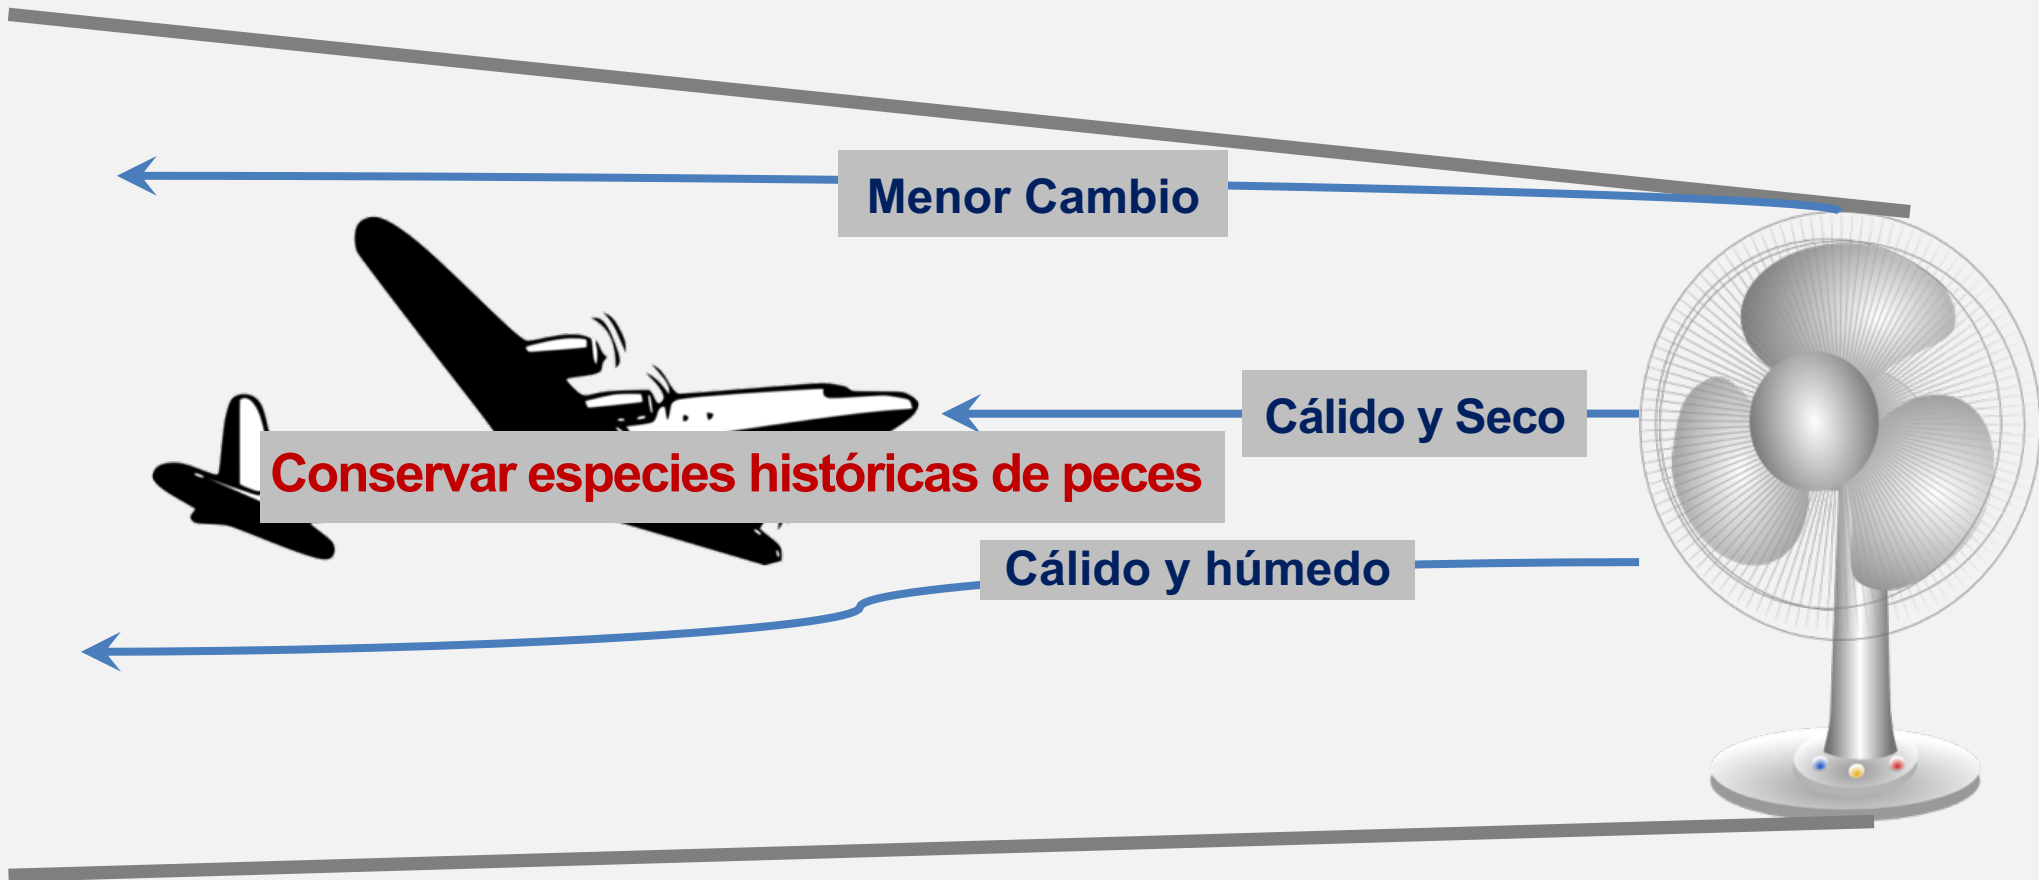 Menor Cambio
Cálido y Seco
Conservar especies históricas de peces
Cálido y húmedo